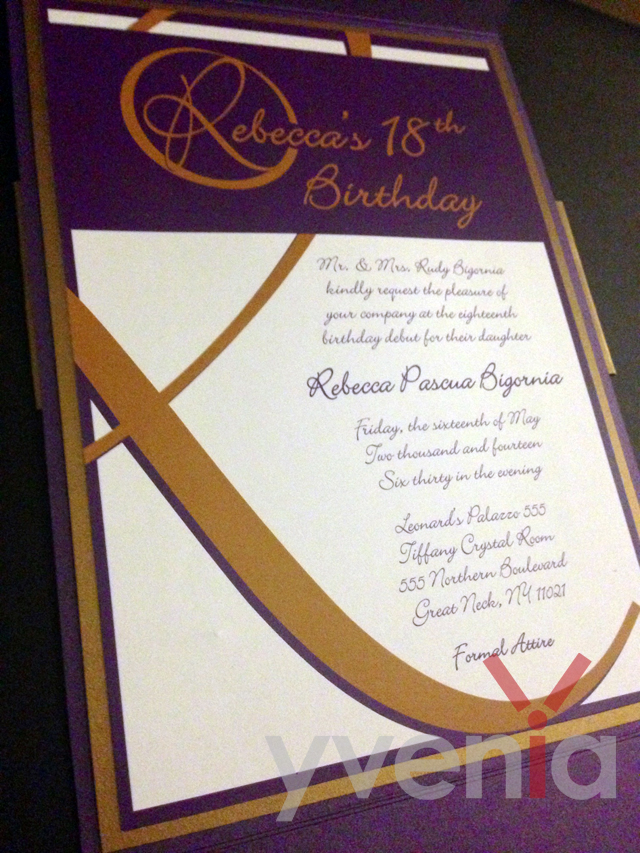 Rebecca's 18th
Birthday
Mr. & Mrs. Rudy Bigornia
kindly request the pleasure of
your company at the eighteenth
birthday debut for their daughter
Rebecca Pascua Bigornia
Friday, the sixteenth of May
Two thousand and fourteen
Six thirty in the evening
Leonard's Palazzo 555
Tiffany Crystal Room
555 Northern Boulevard
Great Neck, NY 11021
Formal Attire
yvenia